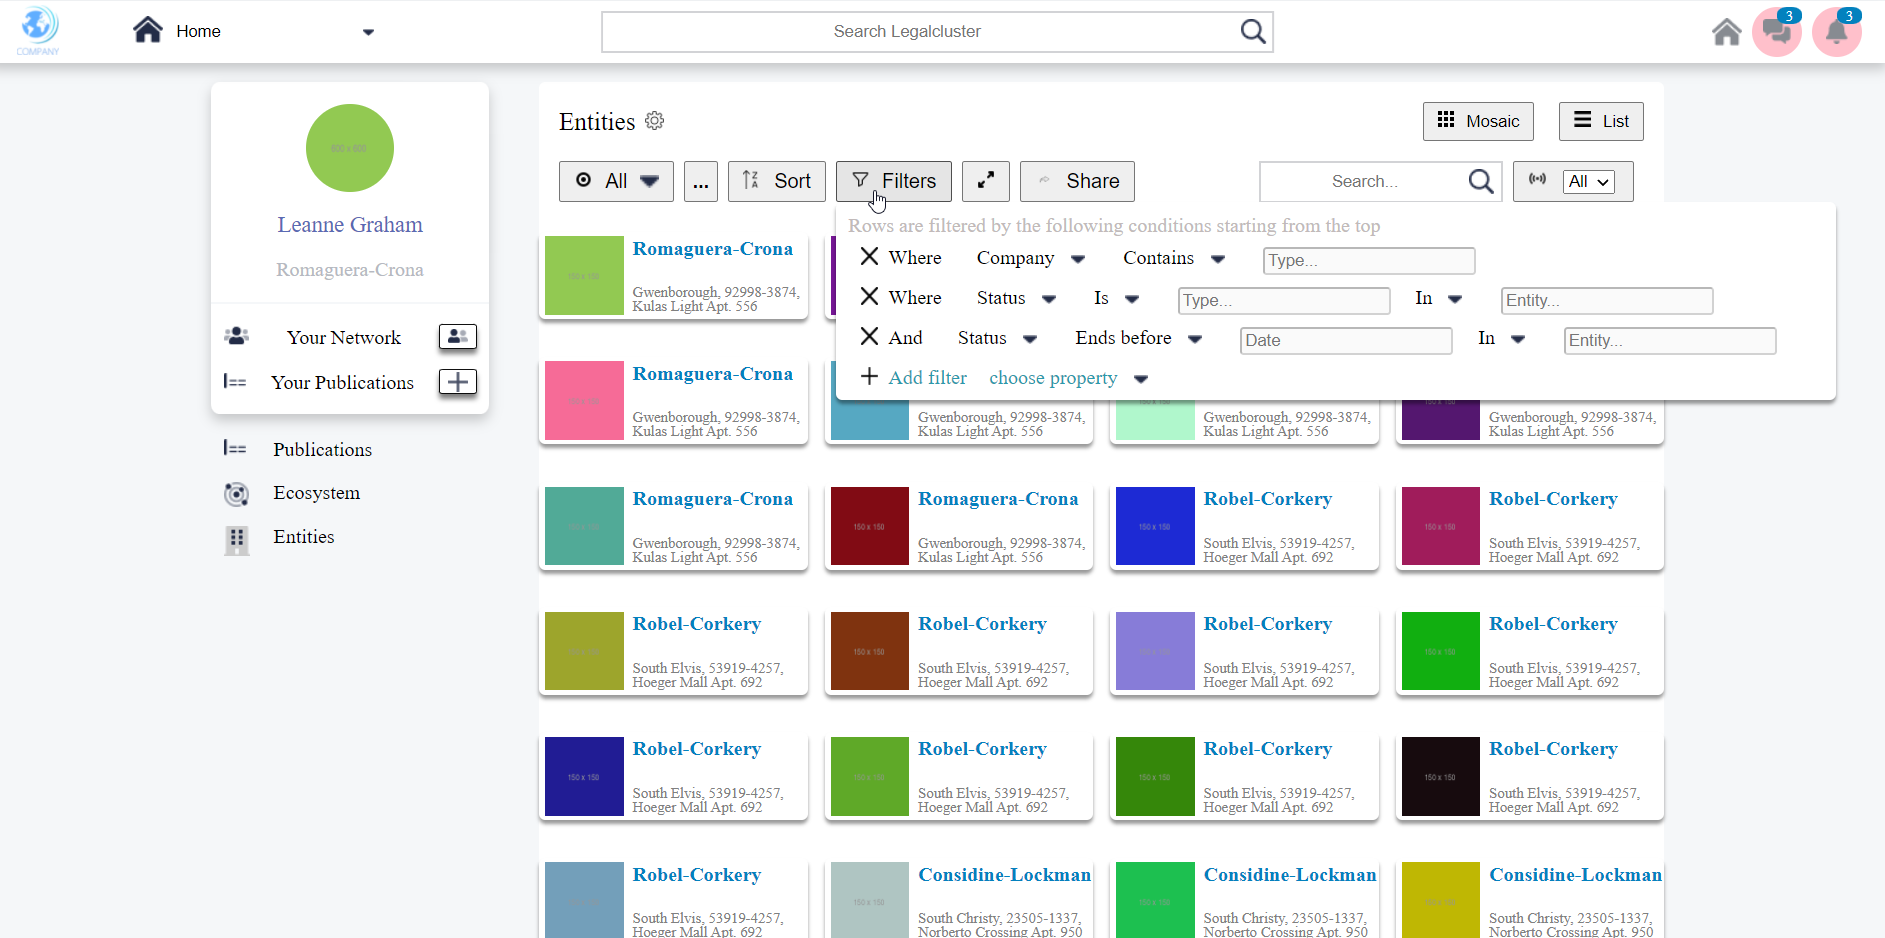 COMPANY
Home
Search Legalcluster
3
3
800 x 600
Leanne Graham
Romaguera-Crona
Your Network
Your Publications
Publications
Ecosystem
Entities
Entities
Mosaic
List
All
...
Sort
Filters
Share
Search...
All
Rows are filtered by the following conditions starting from the top
Where Company Contains Type...
Where Status Is Type... In Entity...
And Status Ends before Date In Entity...
Add filter choose property
Romaguera-Crona
Gwenborough, 92998-3874,
Kulas Light Apt. 556
Romaguera-Crona
Gwenborough, 92998-3874,
Kulas Light Apt. 556
Gwenborough, 92998-3874,
Kulas Light Apt. 556
Gwenborough, 92998-3874,
Kulas Light Apt. 556
Gwenborough, 92998-3874,
Kulas Light Apt. 556
Romaguera-Crona
Gwenborough, 92998-3874,
Kulas Light Apt. 556
150 x 150
Romaguera-Crona
Gwenborough, 92998-3874,
Kulas Light Apt. 556
150 x 150
Robel-Corkery
South Elvis, 53919-4257,
Hoeger Mall Apt. 692
150 x 150
Robel-Corkery
South Elvis, 53919-4257,
Hoeger Mall Apt. 692
Robel-Corkery
South Elvis, 53919-4257,
Hoeger Mall Apt. 692
150 x 150
Robel-Corkery
South Elvis, 53919-4257,
Hoeger Mall Apt. 692
150 x 150
Robel-Corkery
South Elvis, 53919-4257,
Hoeger Mall Apt. 692
150 x 150
Robel-Corkery
South Elvis, 53919-4257,
Hoeger Mall Apt. 692
150 x 150
Robel-Corkery
South Elvis, 53919-4257,
Hoeger Mall Apt. 692
150 x 150
Robel-Corkery
South Elvis, 53919-4257,
Hoeger Mall Apt. 692
150 x 150
Robel-Corkery
South Elvis, 53919-4257,
Hoeger Mall Apt. 692
150 x 150
Robel-Corkery
South Elvis, 53919-4257,
Hoeger Mall Apt. 692
Robel-Corkery
South Elvis, 53919-4257,
Hoeger Mall Apt. 692
150 x 150
Considine-Lockman
South Christy, 23505-1337,
Norberto Crossing Apt. 950
150 x 150
Considine-Lockman
South Christy, 23505-1337,
Norberto Crossing Apt. 950
150 x 150
Considine-Lockman
South Christy, 23505-1337,
Norberto Crossing Apt. 950